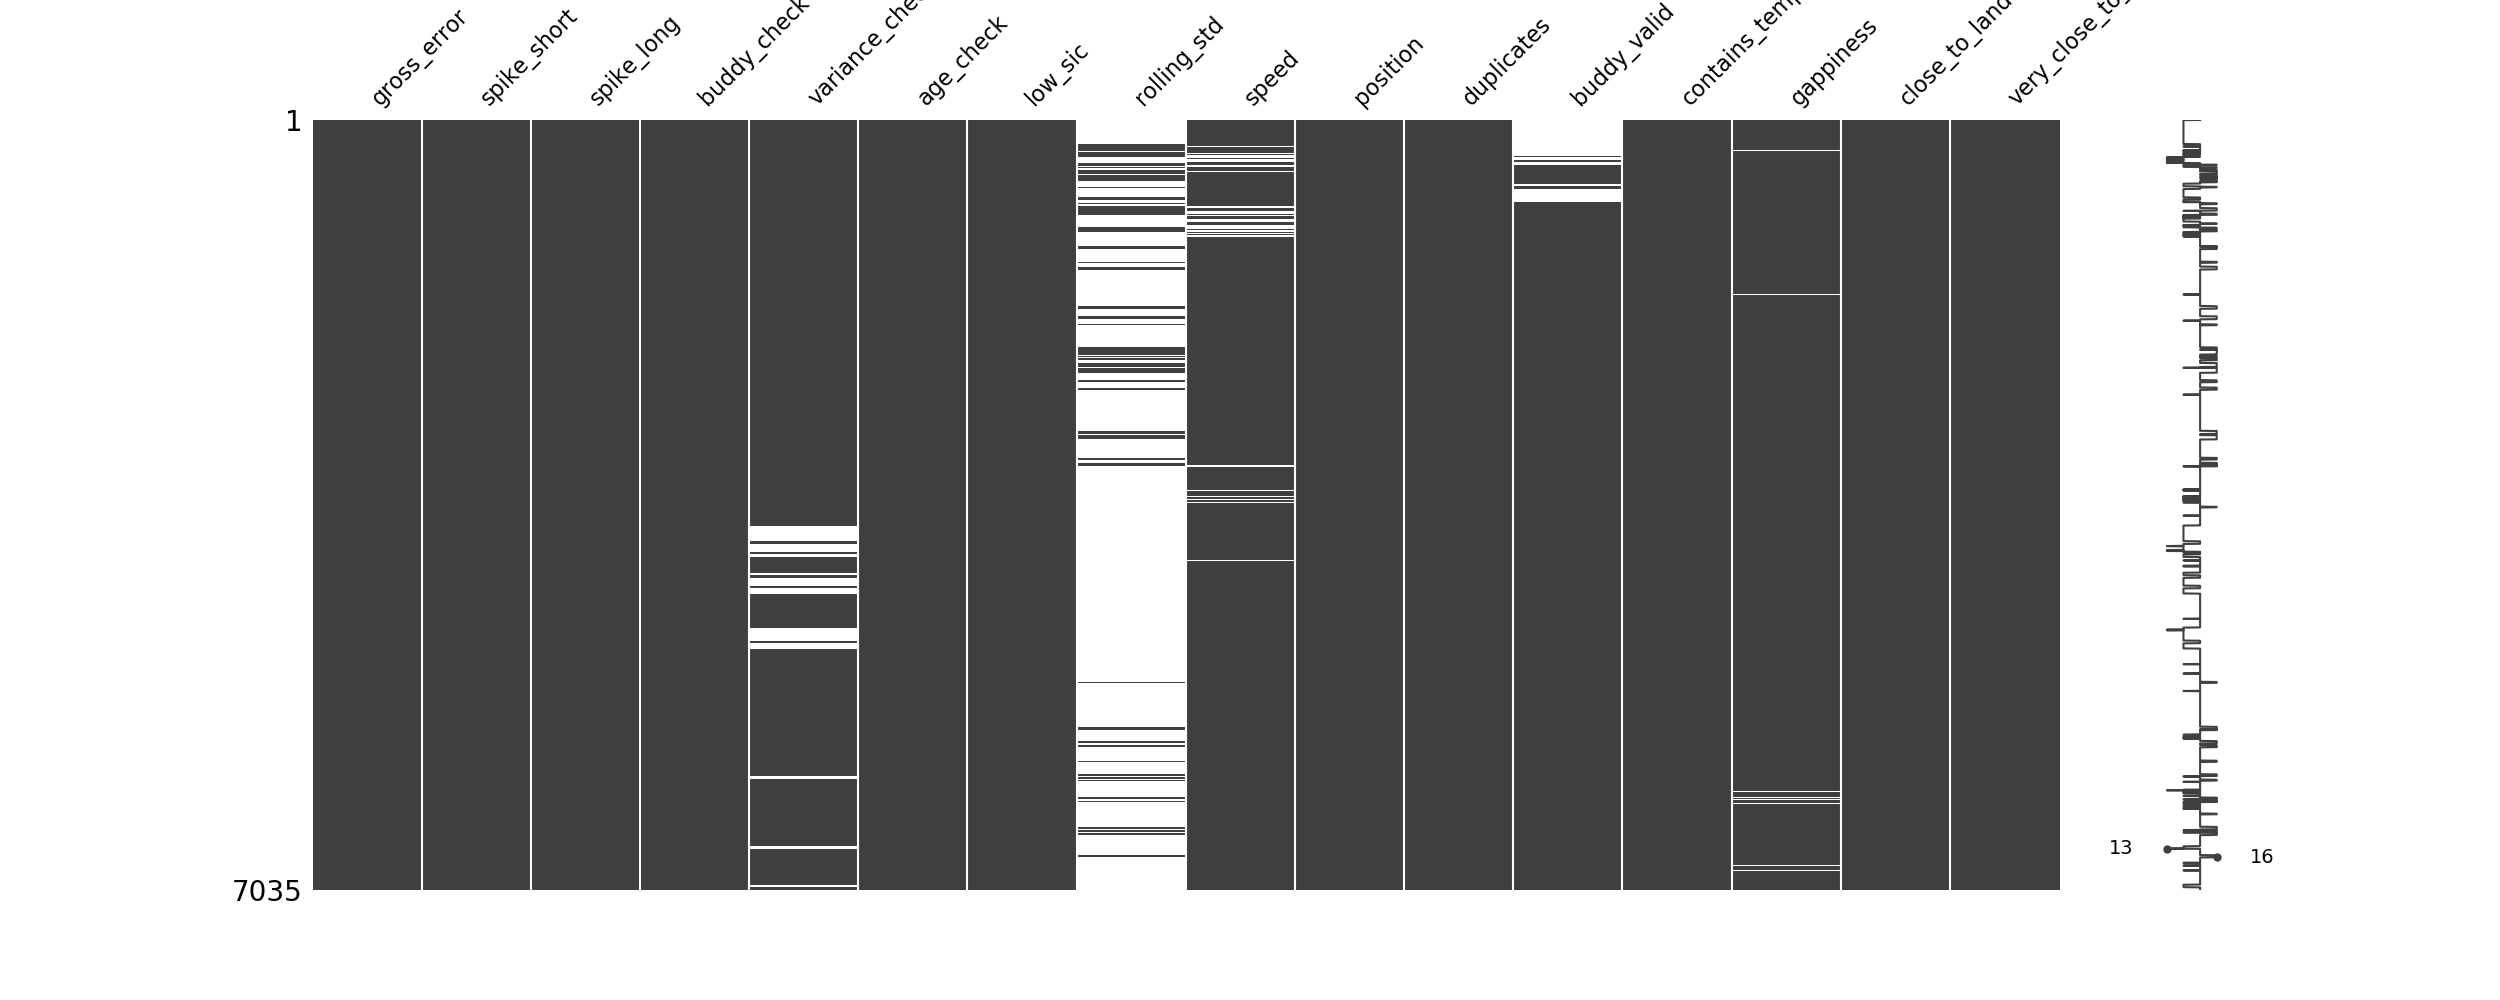 gross_error
spike_short
spike_long
buddy_check
variance_che
age_check
low_sic
rolling_std
speed
position
duplicates
buddy_valid
contains_temp
gappiness
close_to_land
very_close_to_
1
7035
13
16